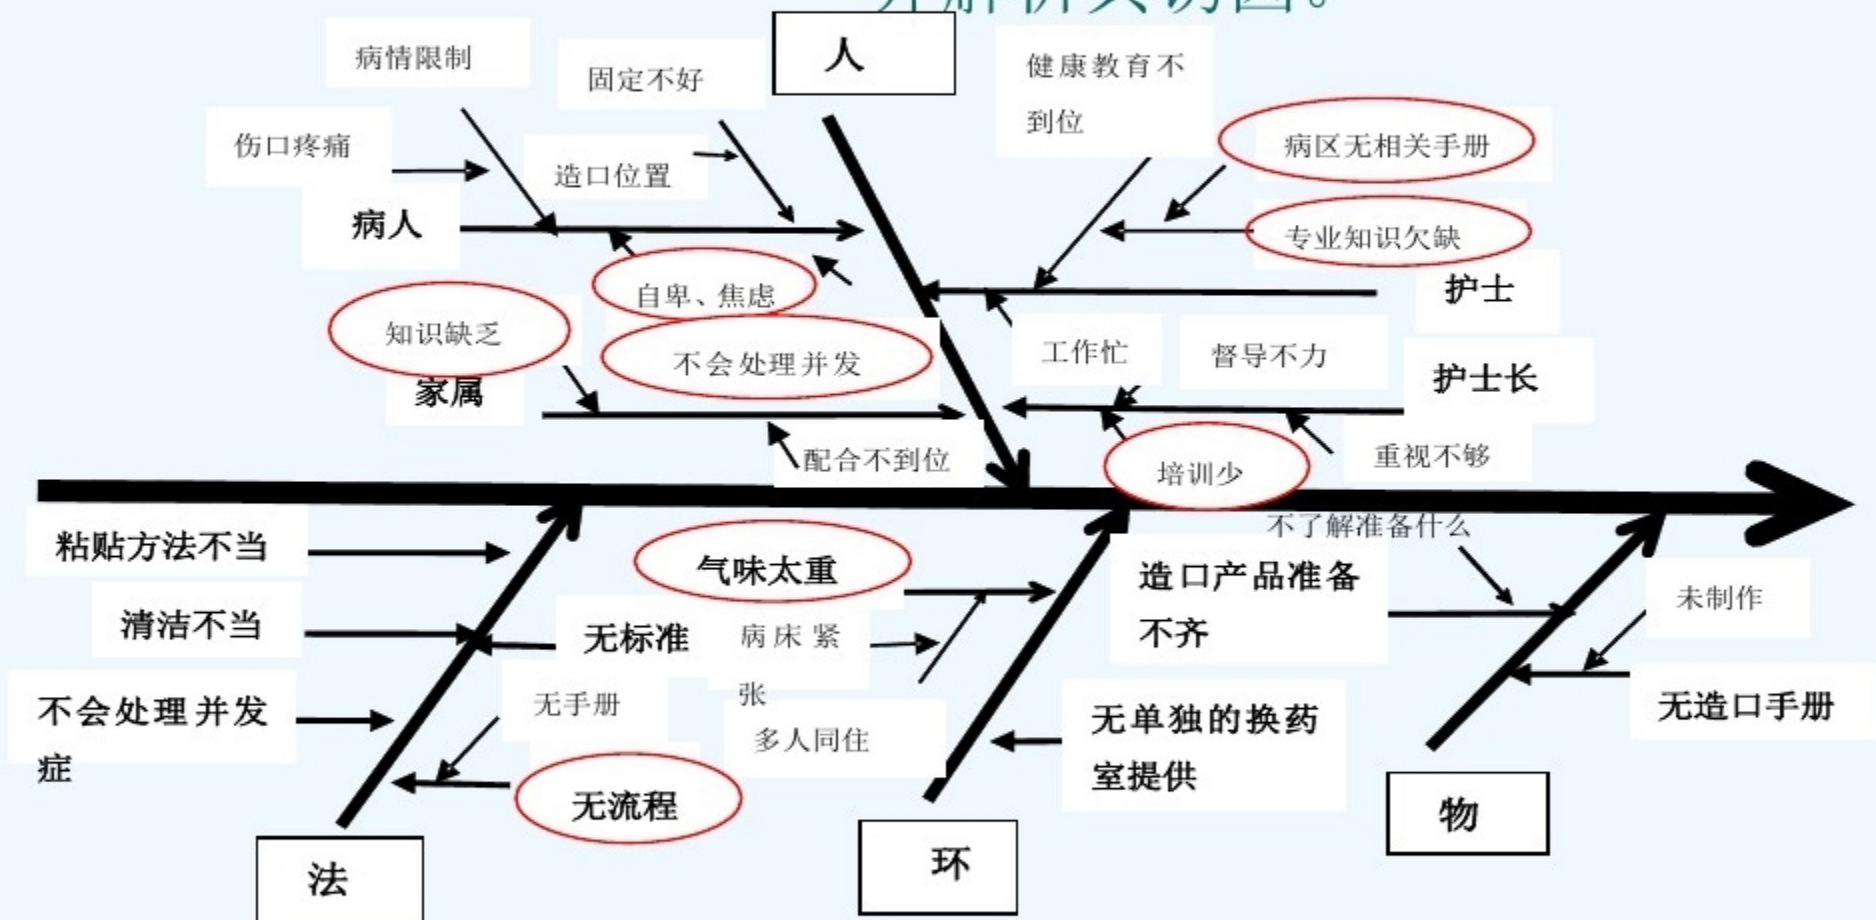 人
病情限制
固定不好
健康教育不
到位
伤口疼痛
造口位置
病区无相关手册
病人
专业知识欠缺
自卑、焦虑
护士
知识缺乏
不会处理并发
工作忙
督导不力
家属
护士长
配合不到位
培训少
重视不够
不了解准备什么
粘贴方法不当
气味太重
造口产品准备
不齐
未制作
清洁不当
无标准
病床紧
张
不会处理并发
症
无手册
多人同住
无单独的换药
室提供
无造口手册
无流程
法
环
物